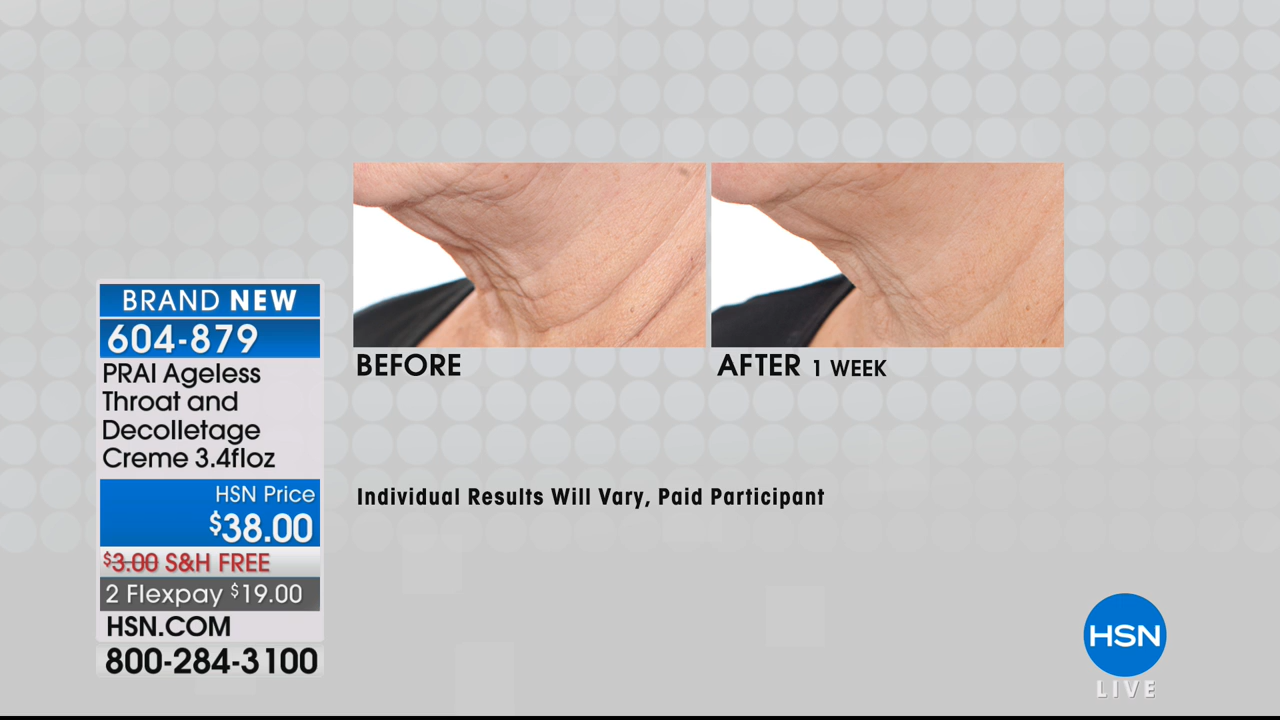 BRAND NEW
604-879
PRAI Ageless
Throat and
Decolletage
Creme 3.4floz
HSN Price
$38.00
$3.00 S&H FREE
2 Flexpay $19.00
HSN.COM
800-284-3100
BEFORE
AFTER 1 WEEK
Individual Results Will Vary, Paid Participant
HSN
LIVE